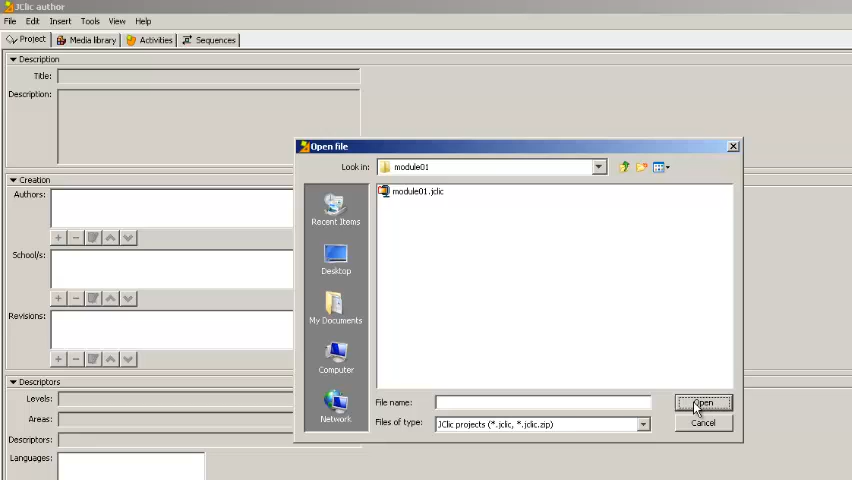 JClic author
File Edit Insert Tools View Help
Project Media library Activities Sequences
Description
Title:
Description:
Creation
Authors:
School/s:
Revisions:
Descriptors
Levels:
Areas:
Descriptors:
Languages:
Open file
Look in: module01
module01.jclic
Recent Items
Desktop
My Documents
Computer
Network
File name:
Open
Files of type: JClic projects (*.jclic, *.jclic.zip)
Cancel